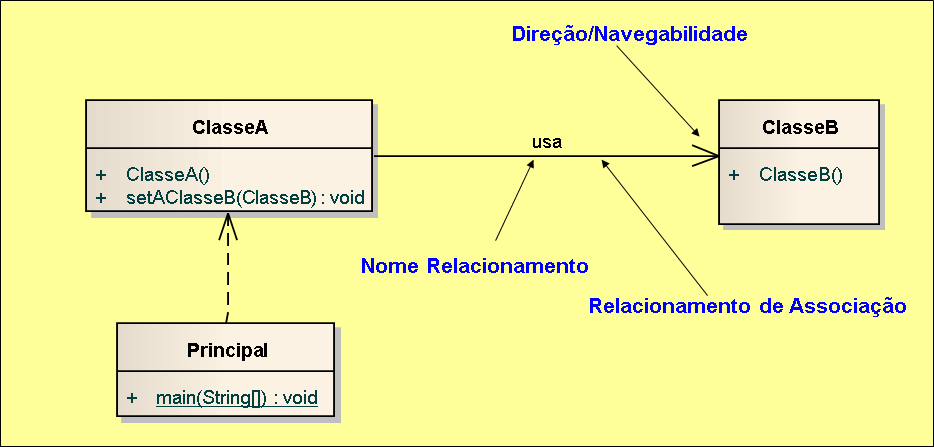 Direção/Navegabilidade
ClasseA
+ ClasseA()
+ setAClasseB(ClasseB) : void
usa
ClasseB
+ ClasseB()
Nome Relacionamento
Relacionamento de Associação
Principal
+ main(String[]) : void